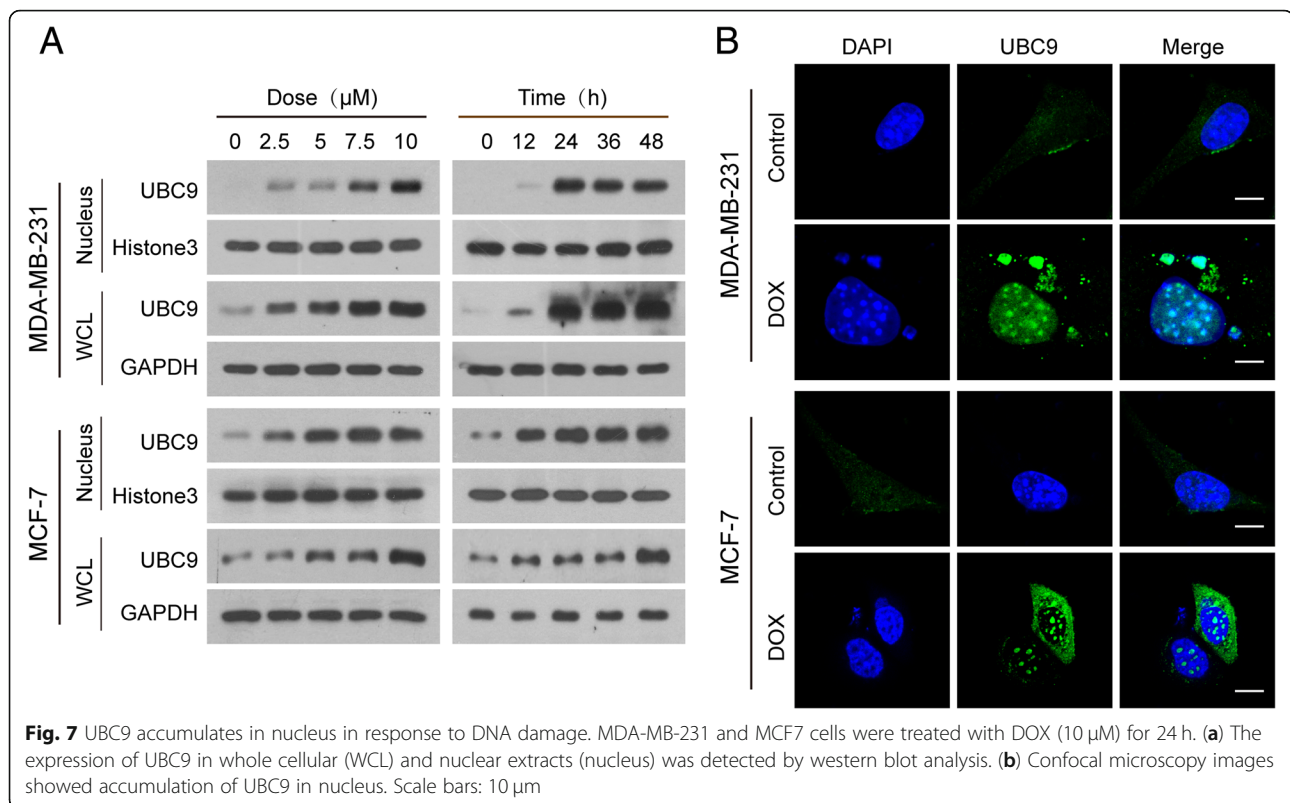 A
Dose (μM)
Time (h)
0 2.5 5 7.5 10
0 12 24 36 48
MDA-MB-231
Nucleus
UBC9
Histone3
WCL
UBC9
GAPDH
MCF-7
Nucleus
UBC9
Histone3
WCL
UBC9
GAPDH
B
DAPI UBC9 Merge
MDA-MB-231
Control
DOX
MCF-7
Control
DOX
Fig. 7 UBC9 accumulates in nucleus in response to DNA damage. MDA-MB-231 and MCF7 cells were treated with DOX (10 μM) for 24 h. (a) The
expression of UBC9 in whole cellular (WCL) and nuclear extracts (nucleus) was detected by western blot analysis. (b) Confocal microscopy images
showed accumulation of UBC9 in nucleus. Scale bars: 10 μm